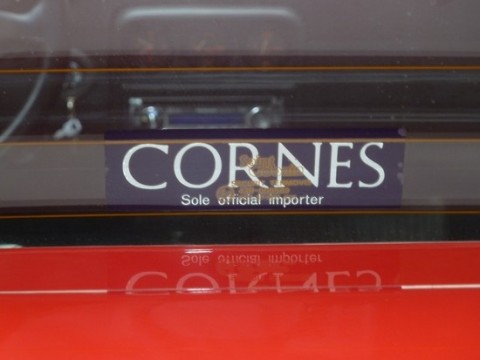 CORNES
Sole official importer